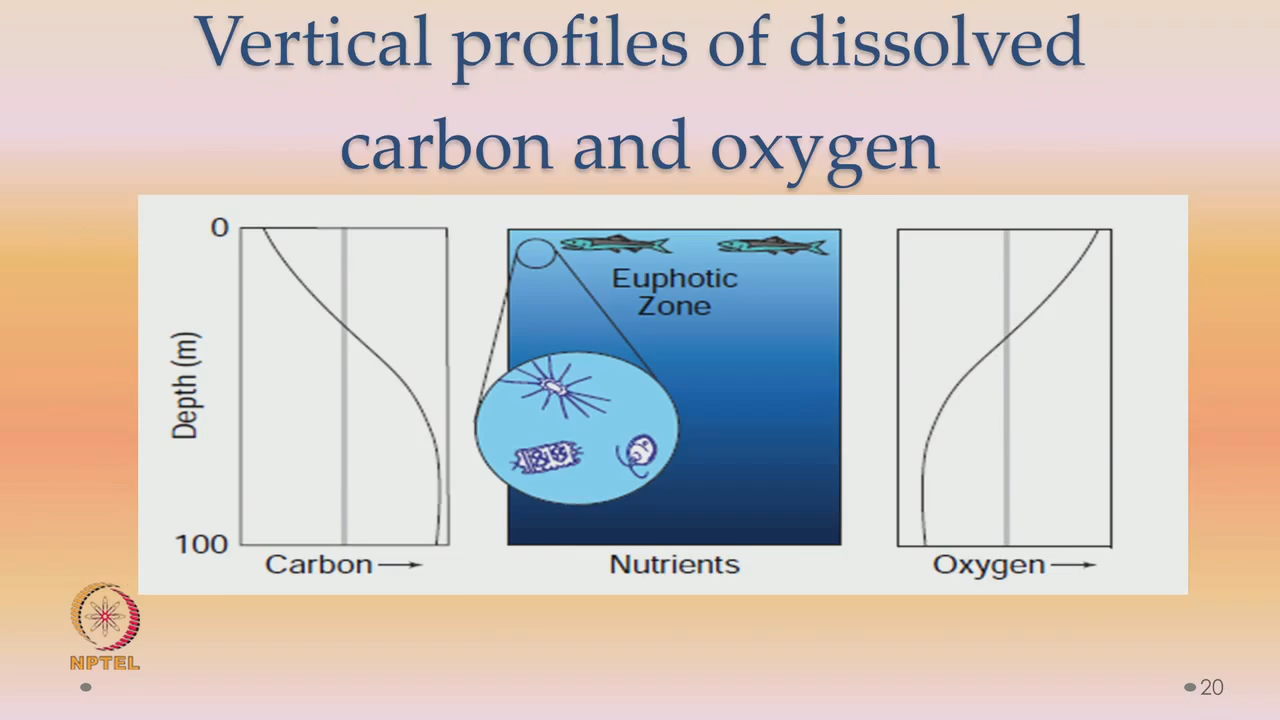 Vertical profiles of dissolved
carbon and oxygen
0
Depth (m)
100
Carbon
Euphotic
Zone
Nutrients
Oxygen
NPTEL
20